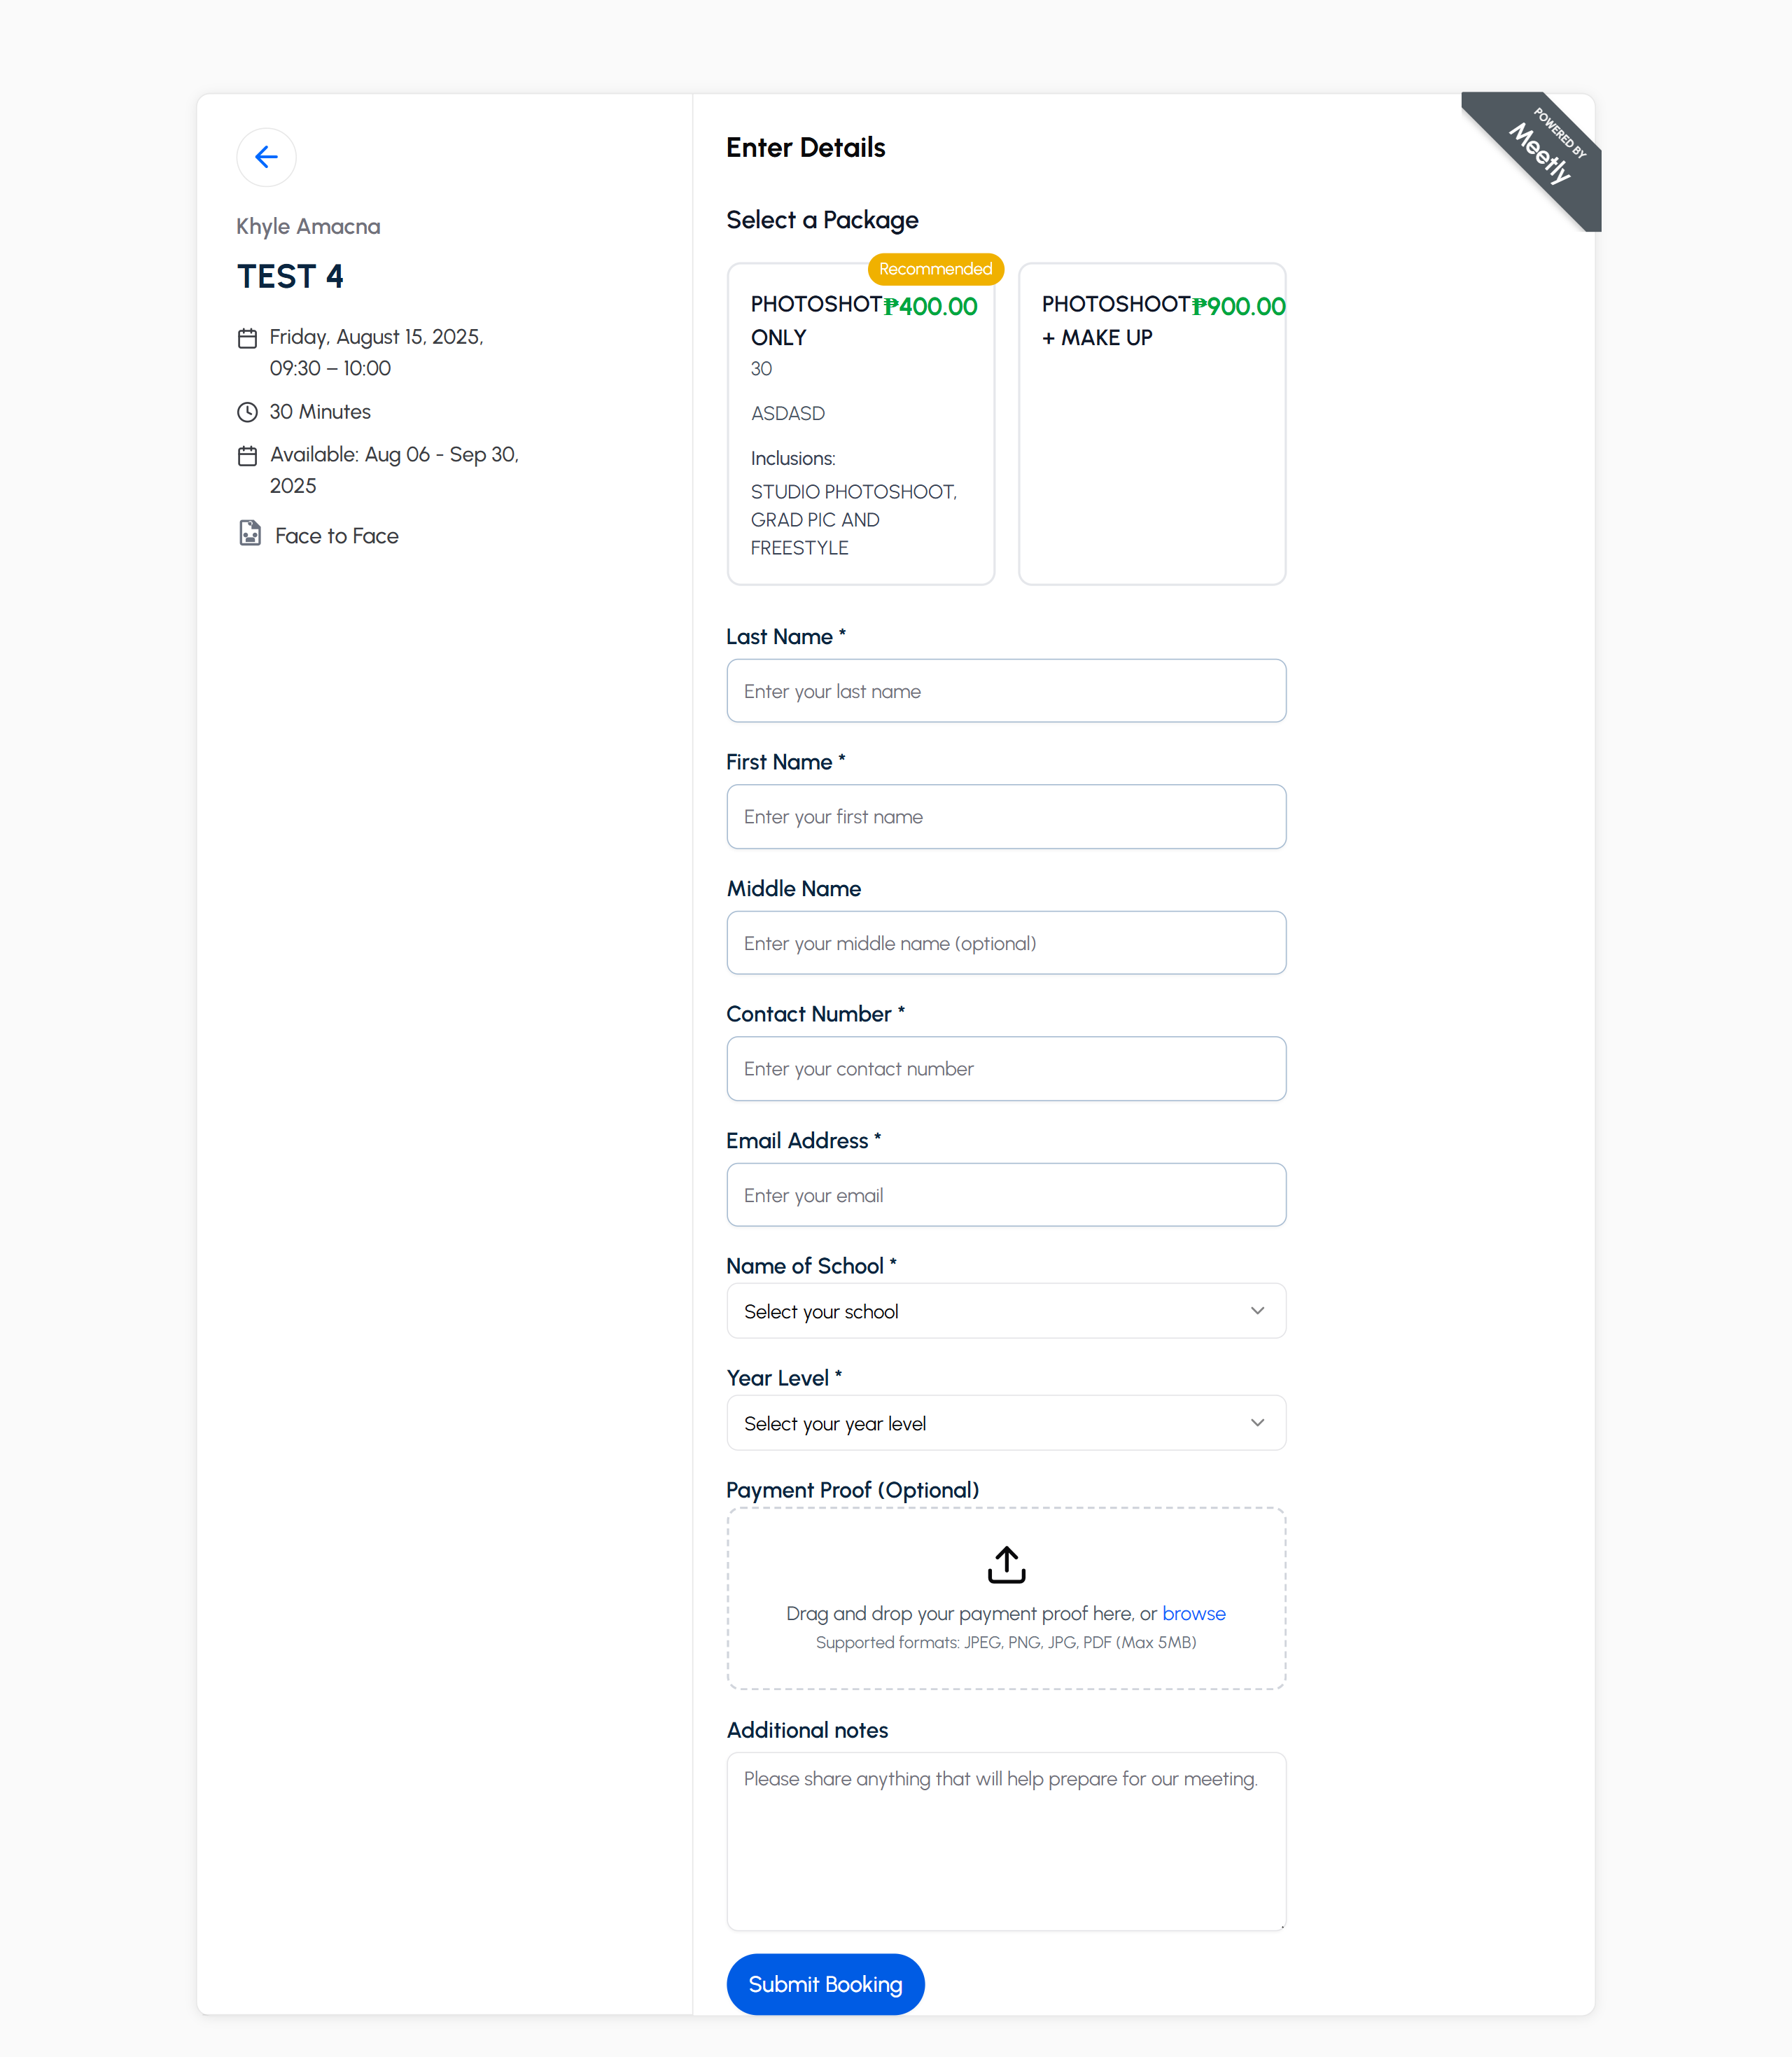 Khyle Amacna
TEST 4
Friday, August 15, 2025,
09:30 – 10:00
30 Minutes
Available: Aug 06 - Sep 30,
2025
Face to Face
POWERED BY
Meetly
Enter Details
Select a Package
Recommended
PHOTOSHOT ₱400.00
ONLY
30
ASDASD
Inclusions:
STUDIO PHOTOSHOOT,
GRAD PIC AND
FREESTYLE
PHOTOSHOOT ₱900.00
+ MAKE UP
Last Name *
Enter your last name
First Name *
Enter your first name
Middle Name
Enter your middle name (optional)
Contact Number *
Enter your contact number
Email Address *
Enter your email
Name of School *
Select your school
Year Level *
Select your year level
Payment Proof (Optional)
Drag and drop your payment proof here, or browse
Supported formats: JPEG, PNG, JPG, PDF (Max 5MB)
Additional notes
Please share anything that will help prepare for our meeting.
Submit Booking